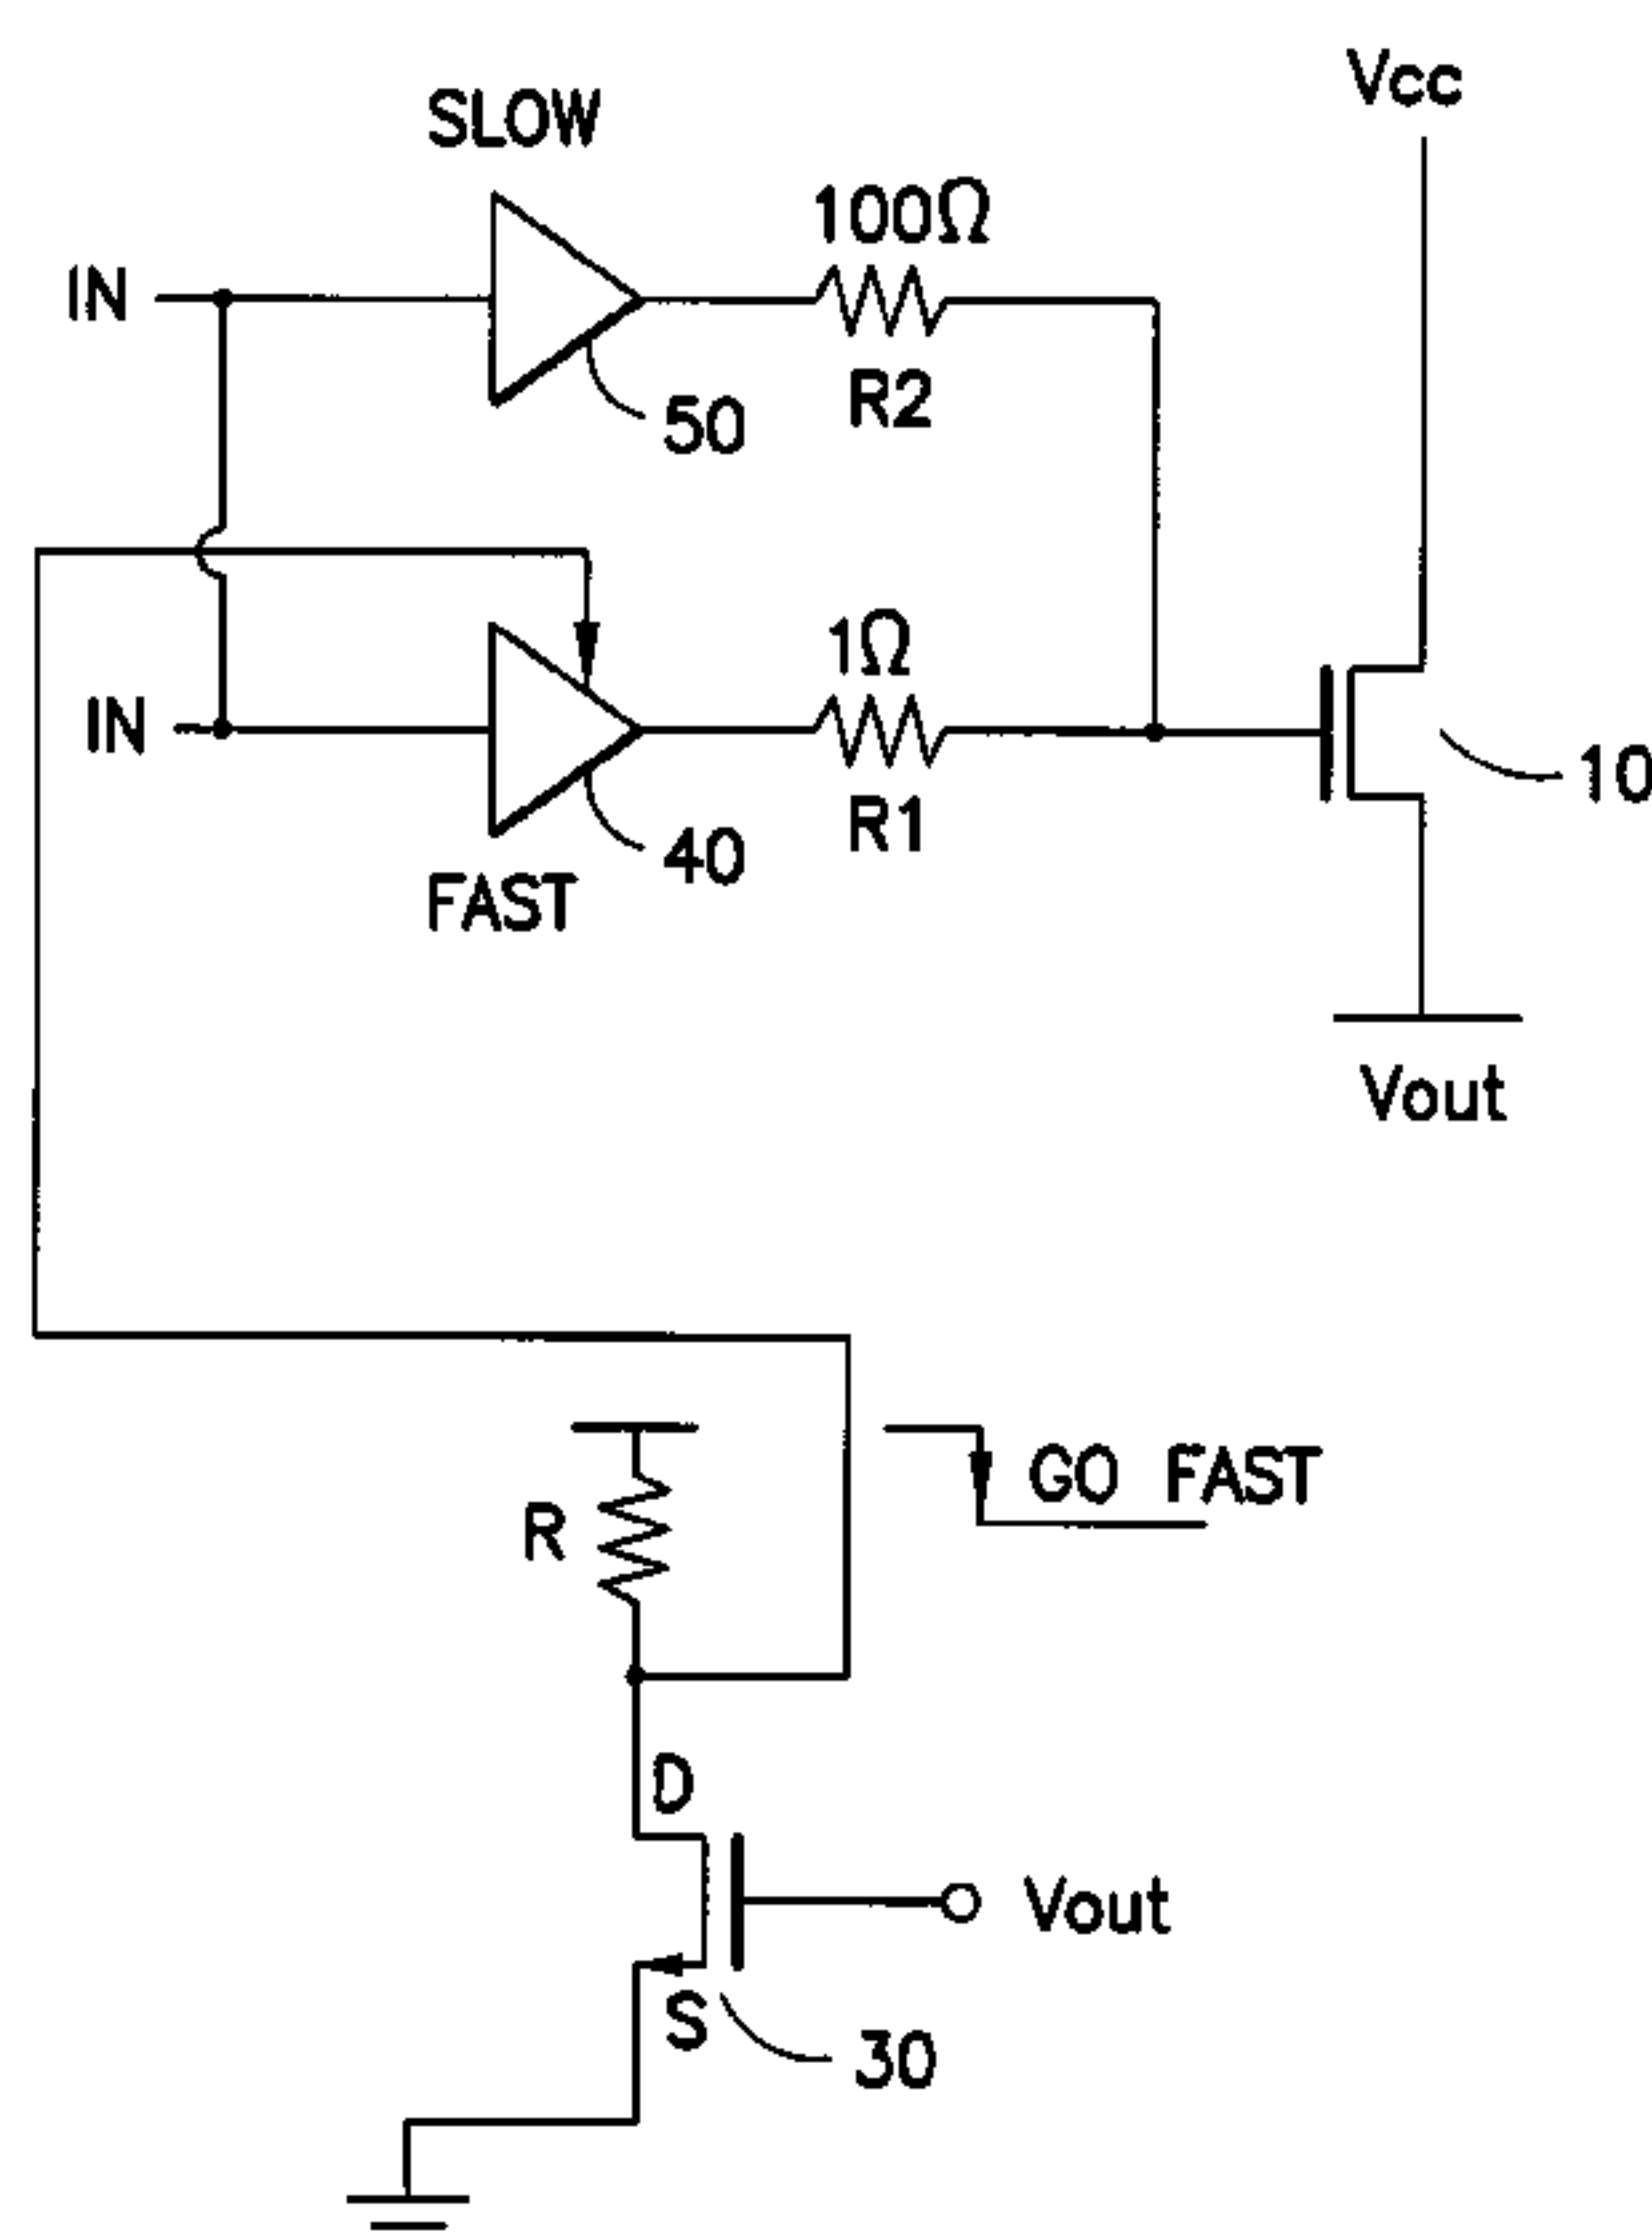 Vcc
SLOW
100Ω
IN
R2
50
1Ω
IN
10
R1
40
FAST
Vout
GO FAST
R
D
Vout
S
30